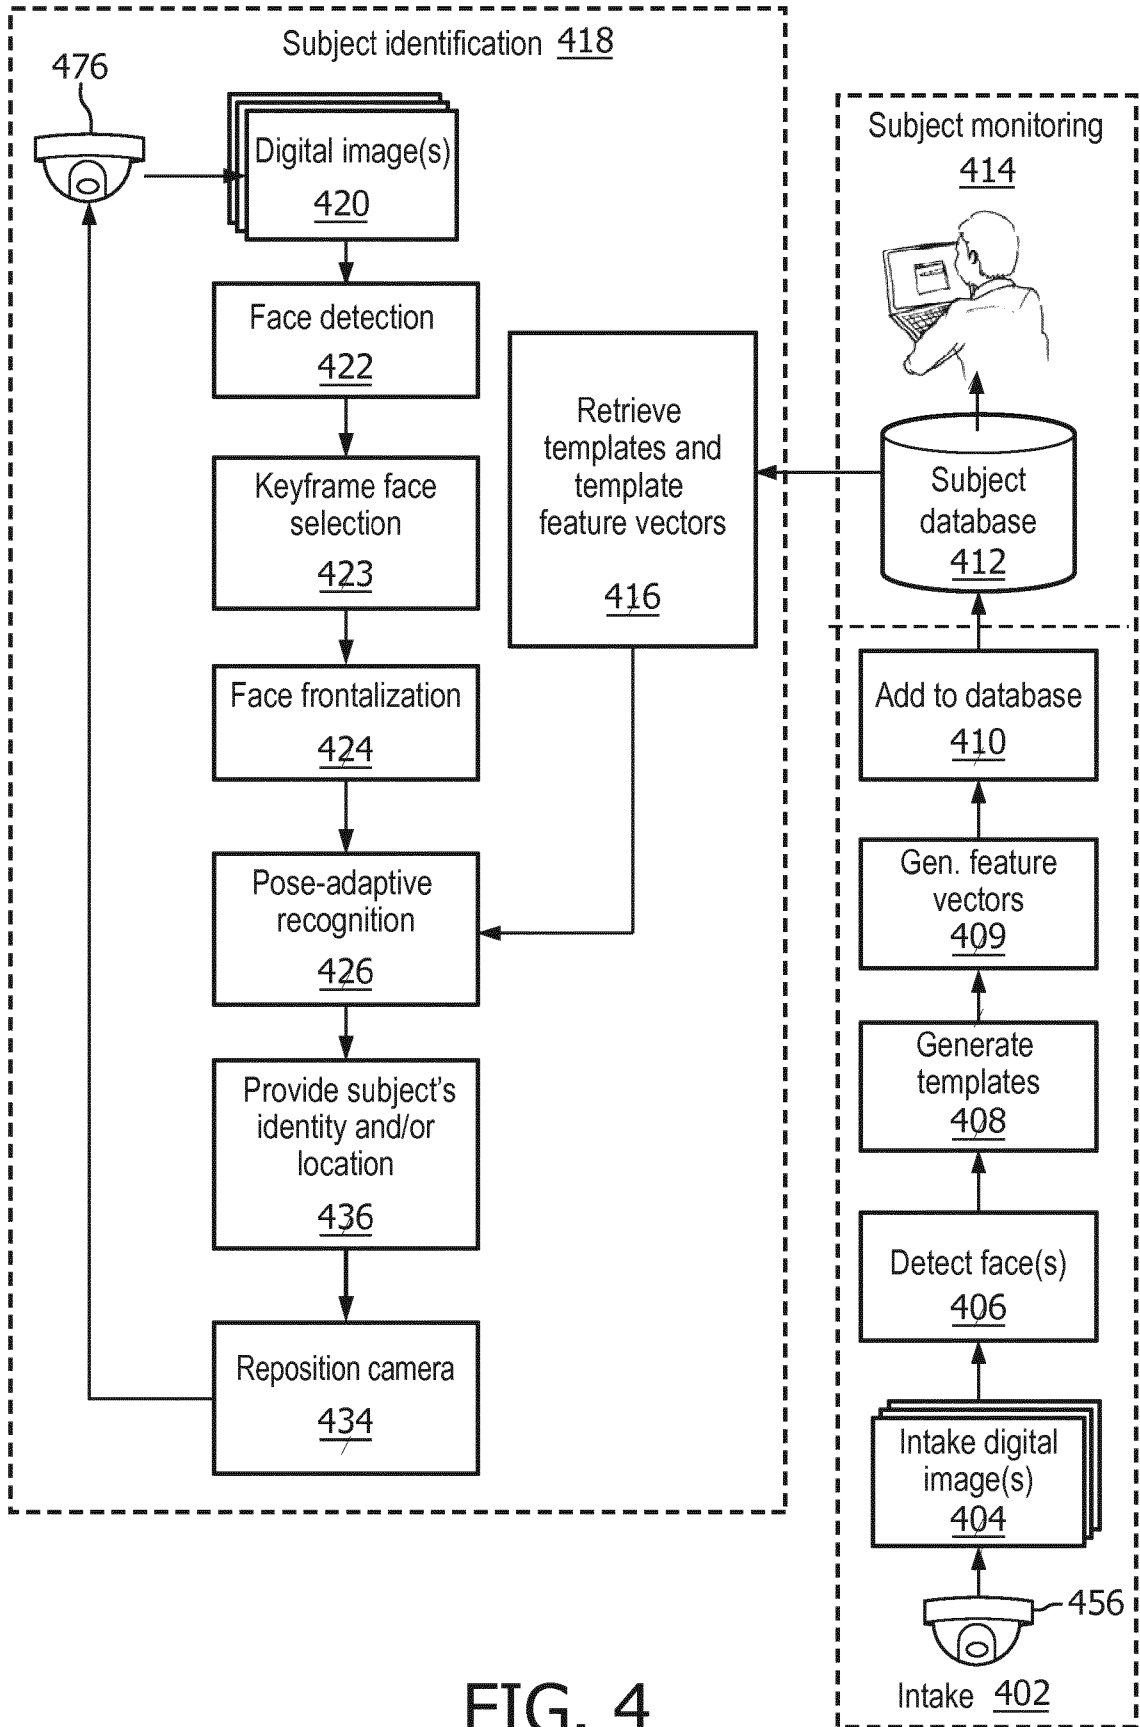 Subject identification 418
476
Digital image(s)
420
Face detection
422
Keyframe face
selection
423
Face frontalization
424
Pose-adaptive
recognition
426
Provide subject's
identity and/or
location
436
Reposition camera
434
Retrieve
templates and
template
feature vectors
416
Subject monitoring
414
Subject
database
412
Add to database
410
Gen. feature
vectors
409
Generate
templates
408
Detect face(s)
406
Intake digital
image(s)
404
456
Intake 402
FIG. 4